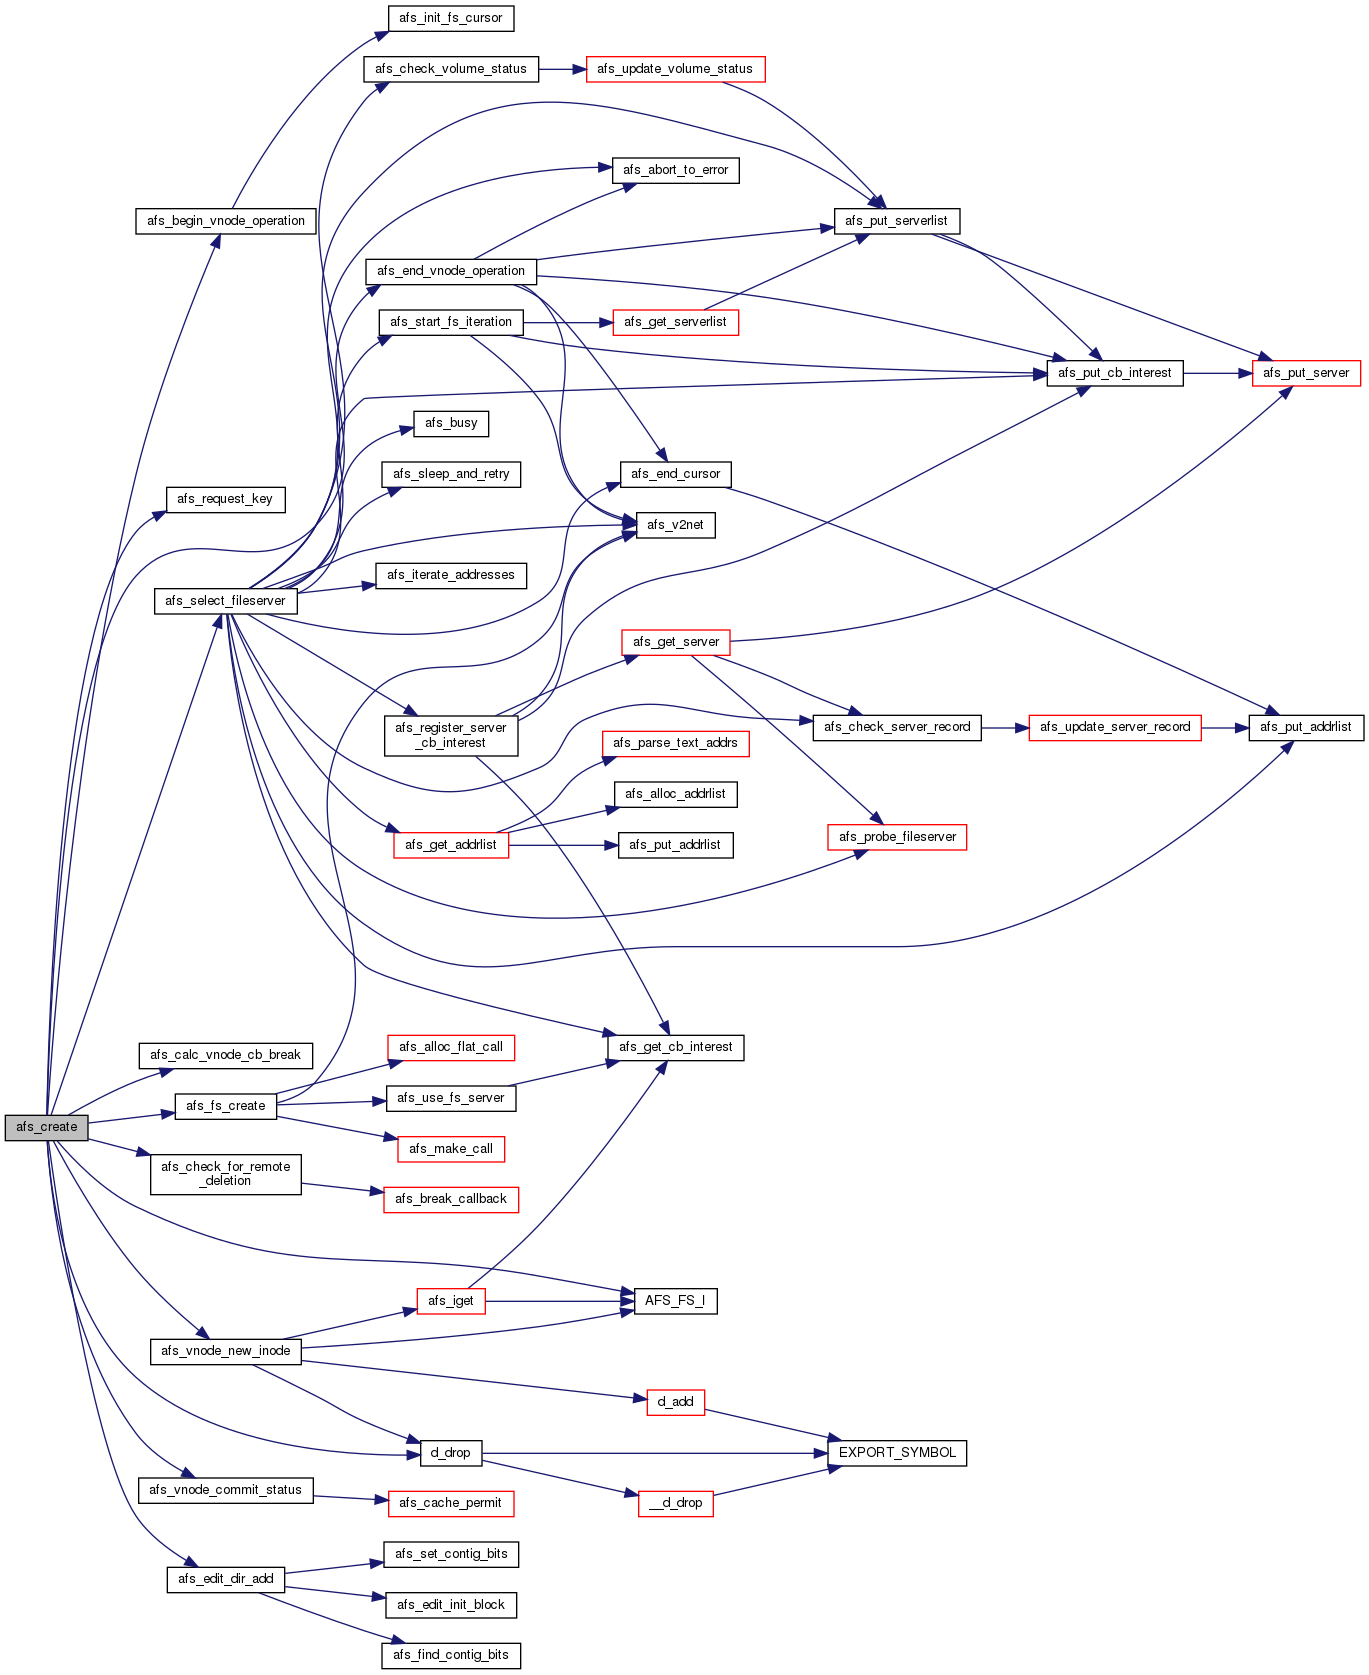 afs_init_fs_cursor
afs_check_volume_status
afs_update_volume_status
afs_abort_to_error
afs_begin_vnode_operation
afs_put_serverlist
afs_end_vnode_operation
afs_start_fs_iteration
afs_get_serverlist
afs_put_cb_interest
afs_put_server
afs_busy
afs_sleep_and_retry
afs_end_cursor
afs_request_key
afs_v2net
afs_iterate_addresses
afs_select_fileserver
afs_get_server
afs_register_server
_cb_interest
afs_check_server_record
afs_update_server_record
afs_put_addrlist
afs_parse_text_addrs
afs_alloc_addrlist
afs_get_addrlist
afs_put_addrlist
afs_probe_fileserver
afs_calc_vnode_cb_break
afs_alloc_flat_call
afs_get_cb_interest
afs_fs_create
afs_use_fs_server
afs_create
afs_make_call
afs_check_for_remote
_deletion
afs_break_callback
afs_iget
AFS_FS_I
afs_vnode_new_inode
d_add
d_drop
EXPORT_SYMBOL
afs_vnode_commit_status
afs_cache_permit
__d_drop
afs_set_contig_bits
afs_edit_dir_add
afs_edit_init_block
afs_find_contig_bits